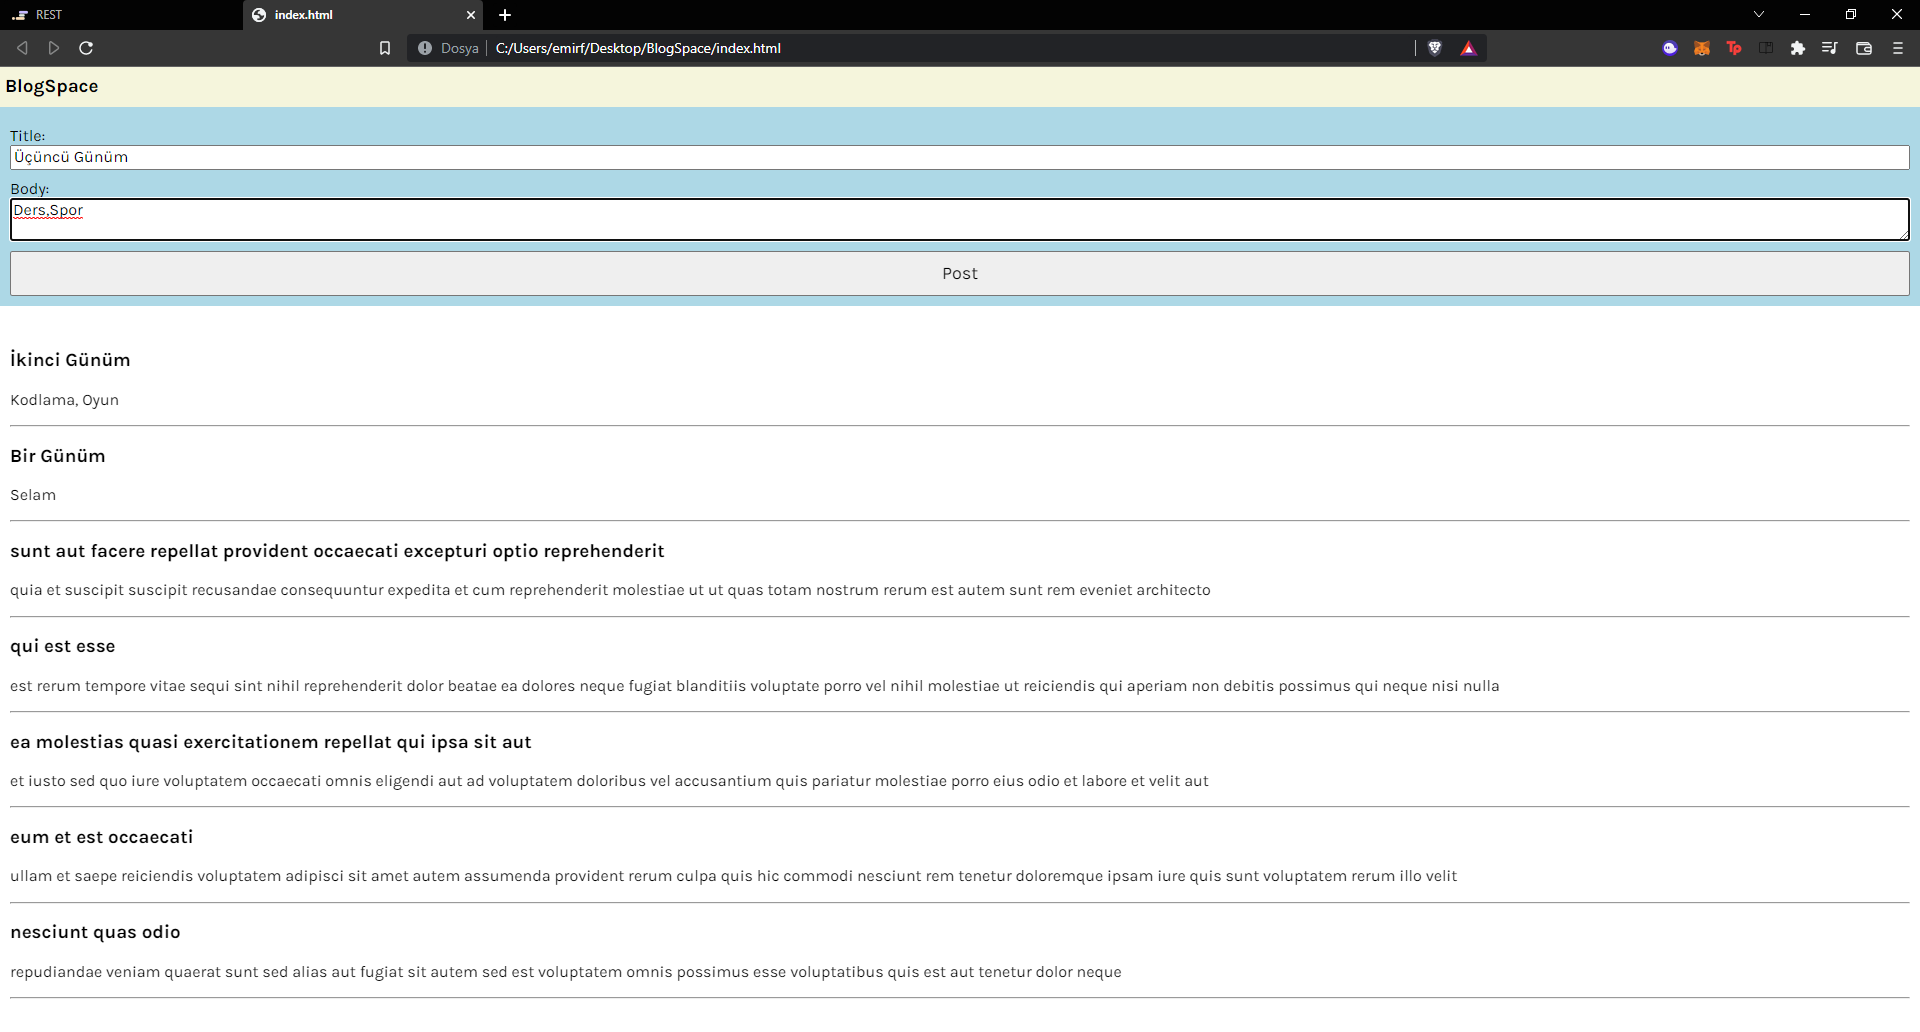 REST
index.html
Dosya
C:/Users/emirf/Desktop/BlogSpace/index.html
Tp
BlogSpace
Title:
Üçüncü Günüm
Body:
Ders,Spor
Post
İkinci Günüm
Kodlama, Oyun
Bir Günüm
Selam
sunt aut facere repellat provident occaecati excepturi optio reprehenderit
quia et suscipit suscipit recusandae consequuntur expedita et cum reprehenderit molestiae ut ut quas totam nostrum rerum est autem sunt rem eveniet architecto
qui est esse
est rerum tempore vitae sequi sint nihil reprehenderit dolor beatae ea dolores neque fugiat blanditiis voluptate porro vel nihil molestiae ut reiciendis qui aperiam non debitis possimus qui neque nisi nulla
ea molestias quasi exercitationem repellat qui ipsa sit aut
et iusto sed quo iure voluptatem occaecati omnis eligendi aut ad voluptatem doloribus vel accusantium quis pariatur molestiae porro eius odio et labore et velit aut
eum et est occaecati
ullam et saepe reiciendis voluptatem adipisci sit amet autem assumenda provident rerum culpa quis hic commodi nesciunt rem tenetur doloremque ipsam iure quis sunt voluptatem rerum illo velit
nesciunt quas odio
repudiandae veniam quaerat sunt sed alias aut fugiat sit autem sed est voluptatem omnis possimus esse voluptatibus quis est aut tenetur dolor neque